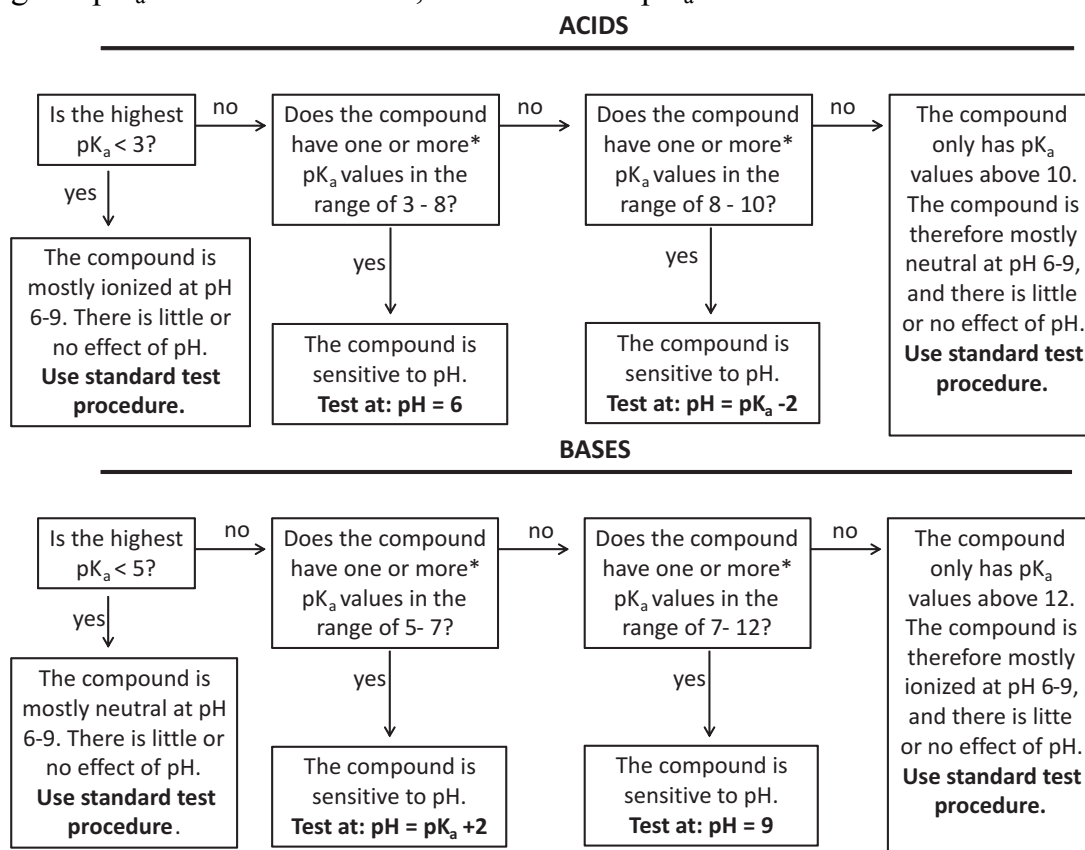 ACIDS
Is the highest
pKa < 3?
no
Does the compound
have one or more*
pKa values in the
range of 3 - 8?
no
Does the compound
have one or more*
pKa values in the
range of 8 - 10?
no
The compound
only has pKa
values above 10.
The compound is
therefore mostly
neutral at pH 6-9,
and there is little
or no effect of pH.
Use standard test
procedure.
yes
The compound is
mostly ionized at pH
6-9. There is little or
no effect of pH.
Use standard test
procedure.
yes
The compound is
sensitive to pH.
Test at: pH = 6
yes
The compound is
sensitive to pH.
Test at: pH = pKa -2
BASES
Is the highest
pKa < 5?
no
Does the compound
have one or more*
pKa values in the
range of 5- 7?
no
Does the compound
have one or more*
pKa values in the
range of 7- 12?
no
The compound
only has pKa
values above 12.
The compound is
therefore mostly
ionized at pH 6-9,
and there is litte
or no effect of pH.
Use standard test
procedure.
yes
The compound is
mostly neutral at pH
6-9. There is little or
no effect of pH.
Use standard test
procedure.
yes
The compound is
sensitive to pH.
Test at: pH = pKa +2
yes
The compound is
sensitive to pH.
Test at: pH = 9